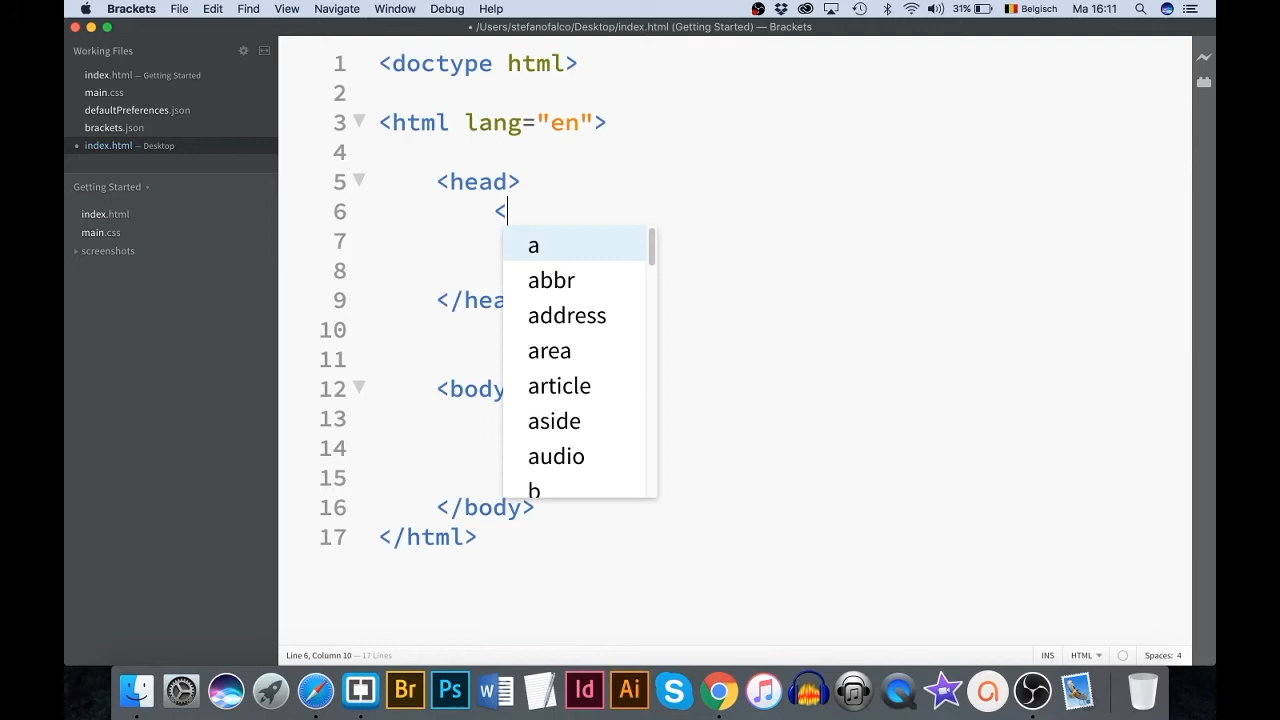 Brackets File Edit Find View Navigate Window Debug Help 31% Belgisch Ma 16:11
• /Users/stefanofalco/Desktop/index.html (Getting Started) — Brackets
Working Files
index.html — Getting Started
main.css
defaultPreferences.json
brackets.json
• index.html — Desktop
Getting Started
index.html
main.css
screenshots
1 <doctype html>
2
3 <html lang="en">
4
5 <head>
6 <
7
8
9 </hea
10
11
12 <body
13
14
15
16 </body>
17 </html>
a
abbr
address
area
article
aside
audio
b
Line 6, Column 10 — 17 Lines
INS HTML Spaces: 4
Br Ps W Id Ai S